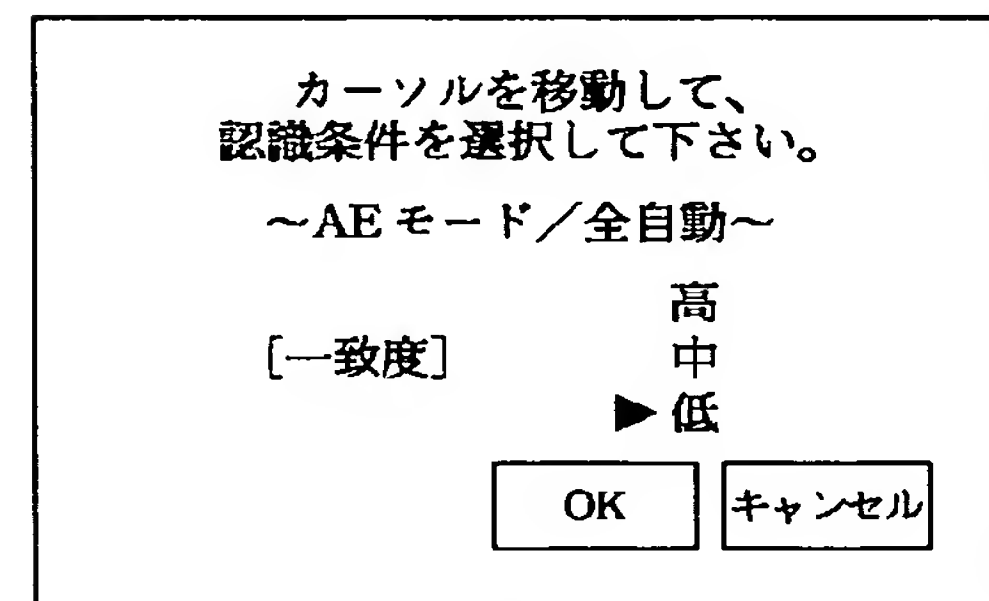 カーソルを移動して、
認識条件を選択して下さい。
～AEモード／全自動～
高
[一致度] 中
▶低
OK キャンセル